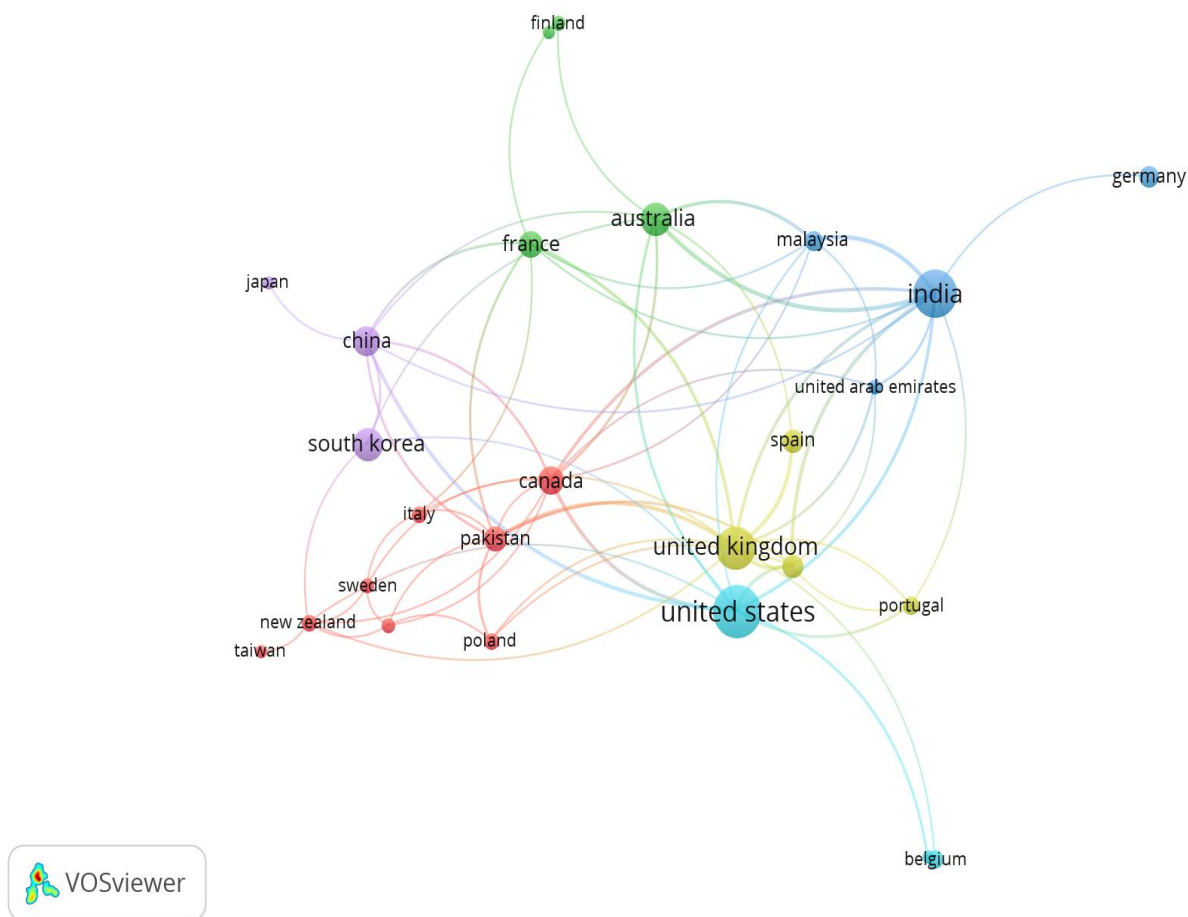 finland
germany
australia
malaysia
france
japan
india
china
united arab emirates
spain
south korea
canada
italy
pakistan
united kingdom
sweden
portugal
united states
new zealand
poland
taiwan
belgium
VOSviewer